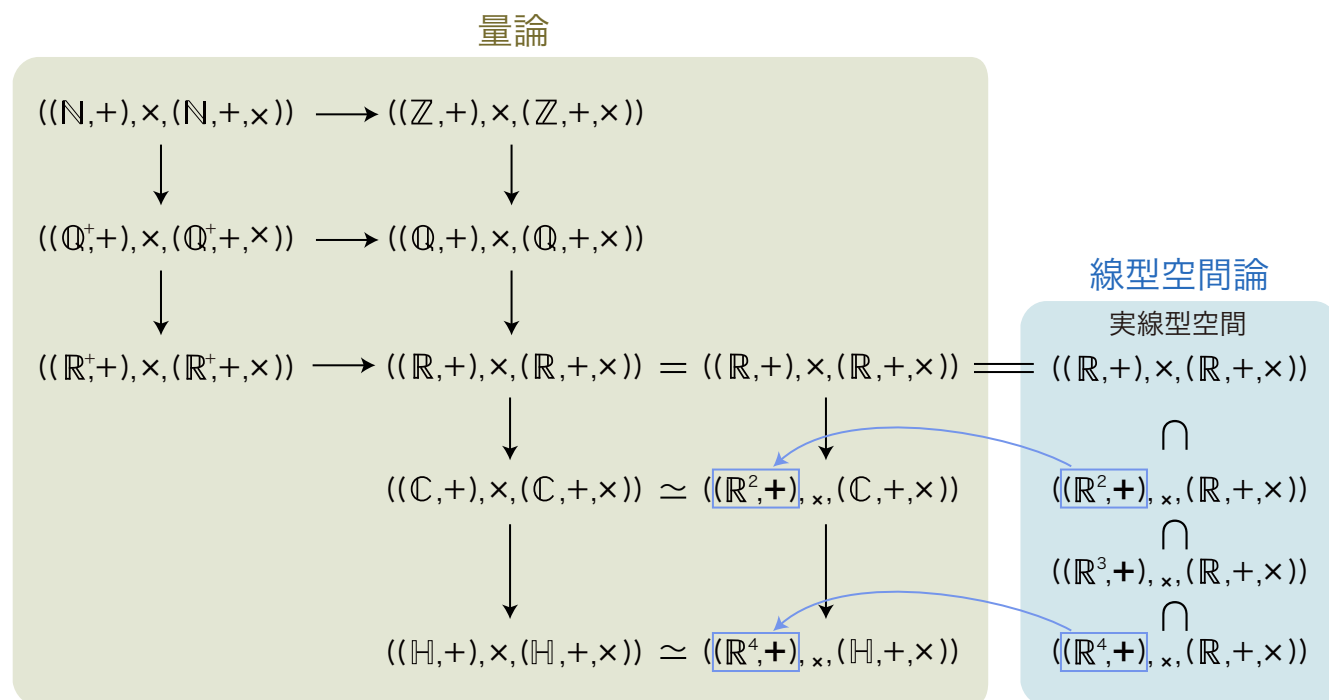 量論
((ℕ,+),×,(ℕ,+,×)) ⟶ ((ℤ,+),×,(ℤ,+,×))
((ℚ⁺,+),×,(ℚ⁺,+,×)) ⟶ ((ℚ,+),×,(ℚ,+,×))
線型空間論
実線型空間
((ℝ⁺,+),×,(ℝ⁺,+,×)) ⟶ ((ℝ,+),×,(ℝ,+,×)) = ((ℝ,+),×,(ℝ,+,×)) = ((ℝ,+),×,(ℝ,+,×))
∩
((ℂ,+),×,(ℂ,+,×)) ≃ ((ℝ²,+),×,(ℂ,+,×)) ((ℝ²,+),×,(ℝ,+,×))
∩
((ℝ³,+),×,(ℝ,+,×))
∩
((ℍ,+),×,(ℍ,+,×)) ≃ ((ℝ⁴,+),×,(ℍ,+,×)) ((ℝ⁴,+),×,(ℝ,+,×))